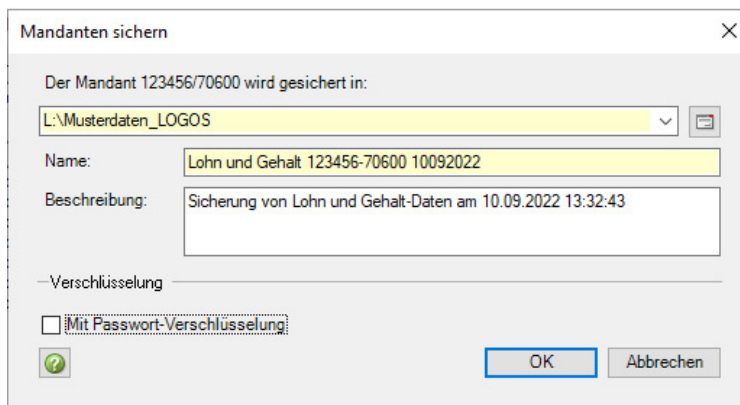 Mandanten sichern
Der Mandant 123456/70600 wird gesichert in:
L:\Musterdaten_LOGOS
Name:
Lohn und Gehalt 123456-70600 10092022
Beschreibung:
Sicherung von Lohn und Gehalt-Daten am 10.09.2022 13:32:43
Verschlüsselung
Mit Passwort-Verschlüsselung
OK
Abbrechen